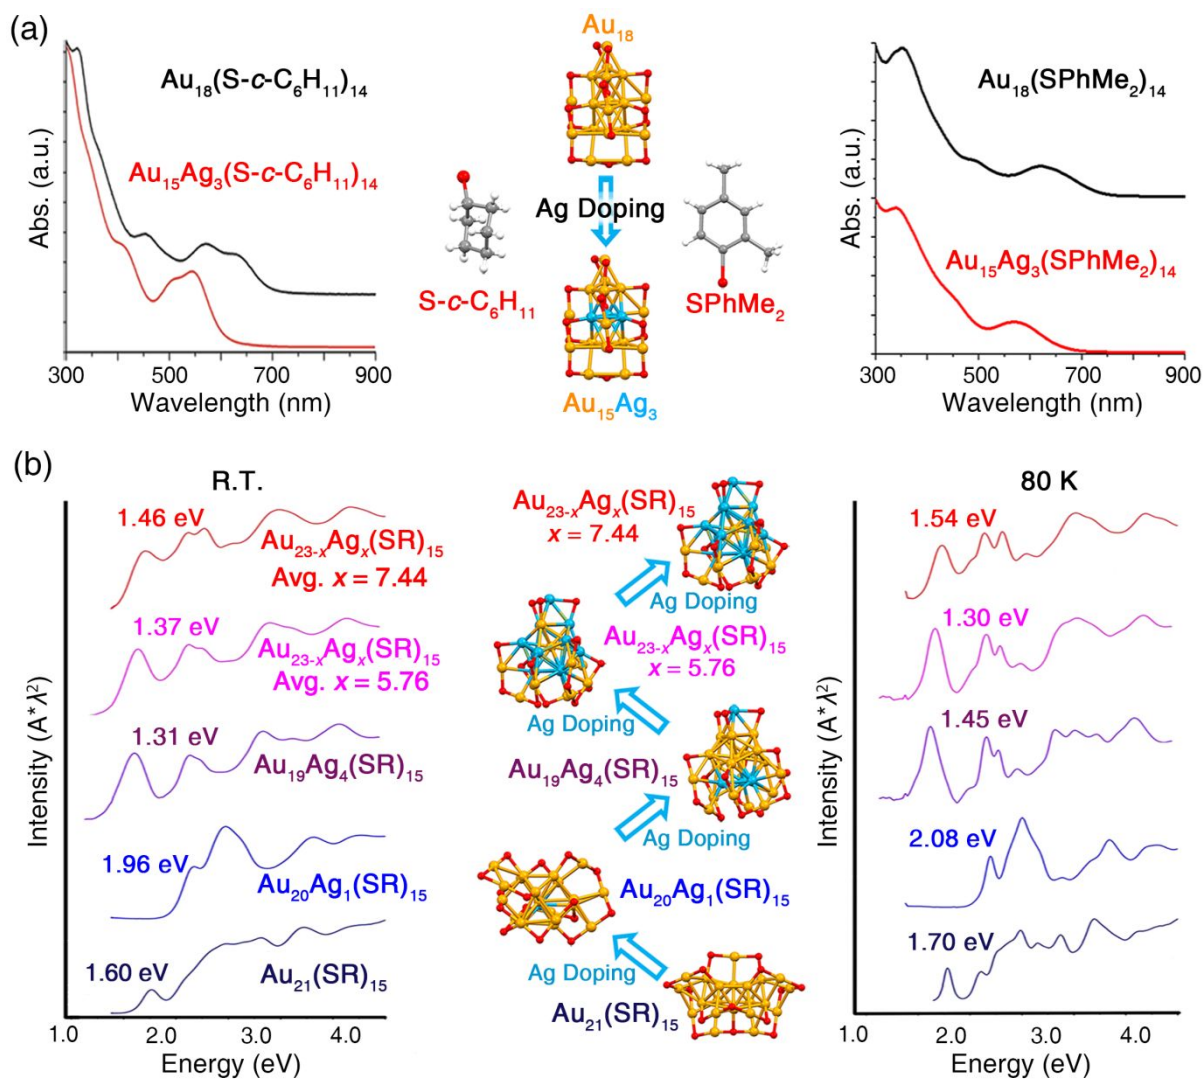 (a)
Au₁₈(S-c-C₆H₁₁)₁₄
Au₁₅Ag₃(S-c-C₆H₁₁)₁₄
Abs. (a.u.)
300 500 700 900
Wavelength (nm)
Au₁₈
Ag Doping
S-c-C₆H₁₁
SPhMe₂
Au₁₅Ag₃
Au₁₈(SPhMe₂)₁₄
Au₁₅Ag₃(SPhMe₂)₁₄
Abs. (a.u.)
300 500 700 900
Wavelength (nm)
(b)
R.T.
1.46 eV
Au₂₃₋ₓAgₓ(SR)₁₅
Avg. x = 7.44
1.37 eV
Au₂₃₋ₓAgₓ(SR)₁₅
Avg. x = 5.76
1.31 eV
Au₁₉Ag₄(SR)₁₅
1.96 eV
Au₂₀Ag₁(SR)₁₅
1.60 eV
Au₂₁(SR)₁₅
Intensity (A*λ²)
1.0 2.0 3.0 4.0
Energy (eV)
Au₂₃₋ₓAgₓ(SR)₁₅
x = 7.44
Ag Doping
Au₂₃₋ₓAgₓ(SR)₁₅
x = 5.76
Ag Doping
Au₁₉Ag₄(SR)₁₅
Ag Doping
Au₂₀Ag₁(SR)₁₅
Ag Doping
Au₂₁(SR)₁₅
80 K
1.54 eV
1.30 eV
1.45 eV
2.08 eV
1.70 eV
Intensity (A*λ²)
1.0 2.0 3.0 4.0
Energy (eV)